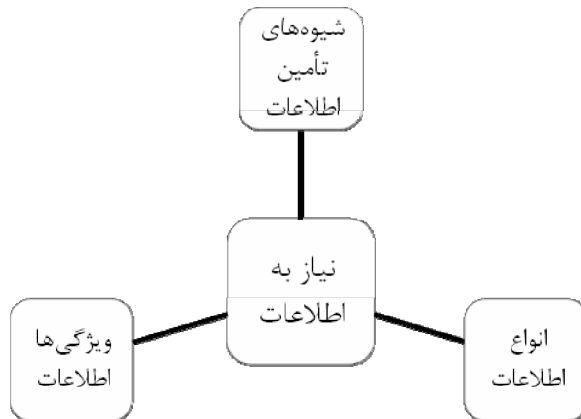 شیوه‌های
تأمین
اطلاعات
نیاز به
اطلاعات
انواع
اطلاعات
ویژگی‌ها
اطلاعات